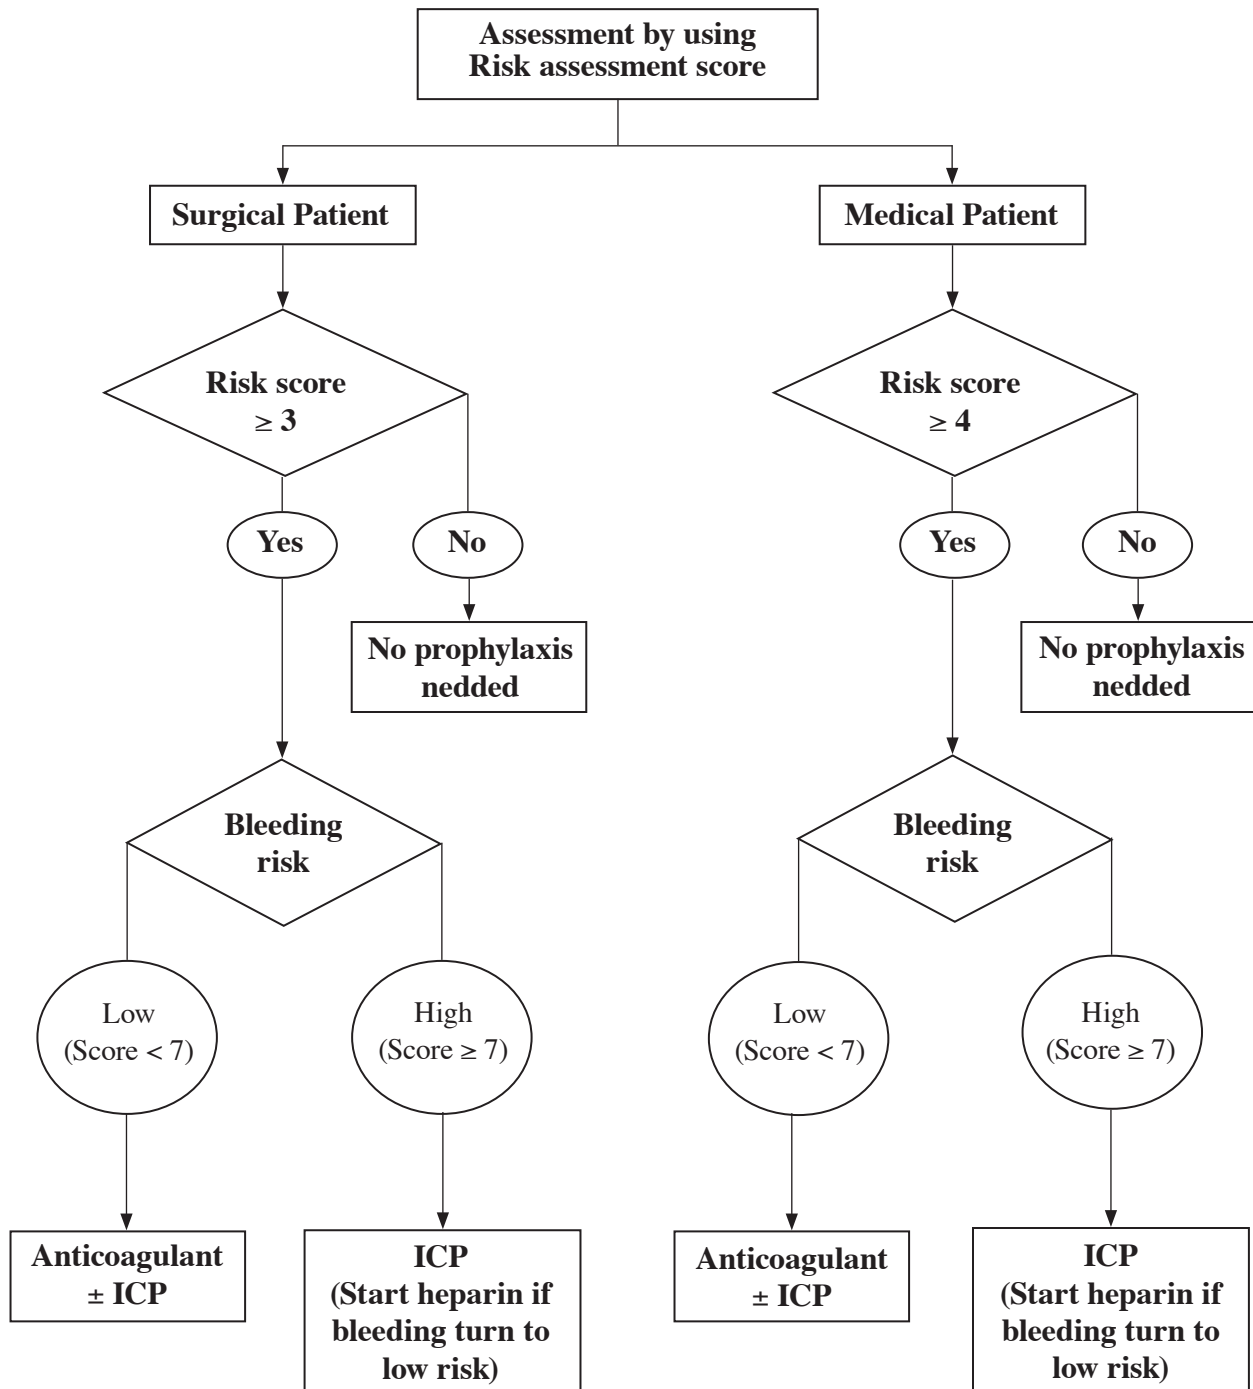 Assessment by using
Risk assessment score
Surgical Patient
Medical Patient
Risk score
≥ 3
Risk score
≥ 4
Yes
No
Yes
No
No prophylaxis
nedded
No prophylaxis
nedded
Bleeding
risk
Bleeding
risk
Low
(Score < 7)
High
(Score ≥ 7)
Low
(Score < 7)
High
(Score ≥ 7)
Anticoagulant
± ICP
ICP
(Start heparin if
bleeding turn to
low risk)
Anticoagulant
± ICP
ICP
(Start heparin if
bleeding turn to
low risk)